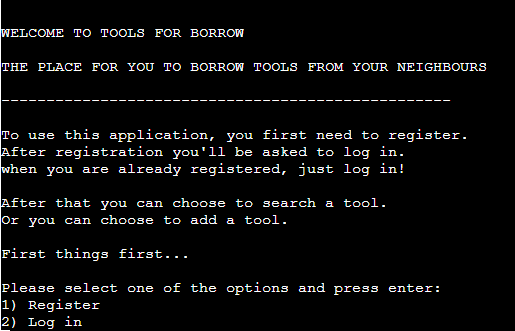 WELCOME TO TOOLS FOR BORROW
THE PLACE FOR YOU TO BORROW TOOLS FROM YOUR NEIGHBOURS
--------------------------------------------------
To use this application, you first need to register.
After registration you'll be asked to log in.
when you are already registered, just log in!
After that you can choose to search a tool.
Or you can choose to add a tool.
First things first...
Please select one of the options and press enter:
1) Register
2) Log in